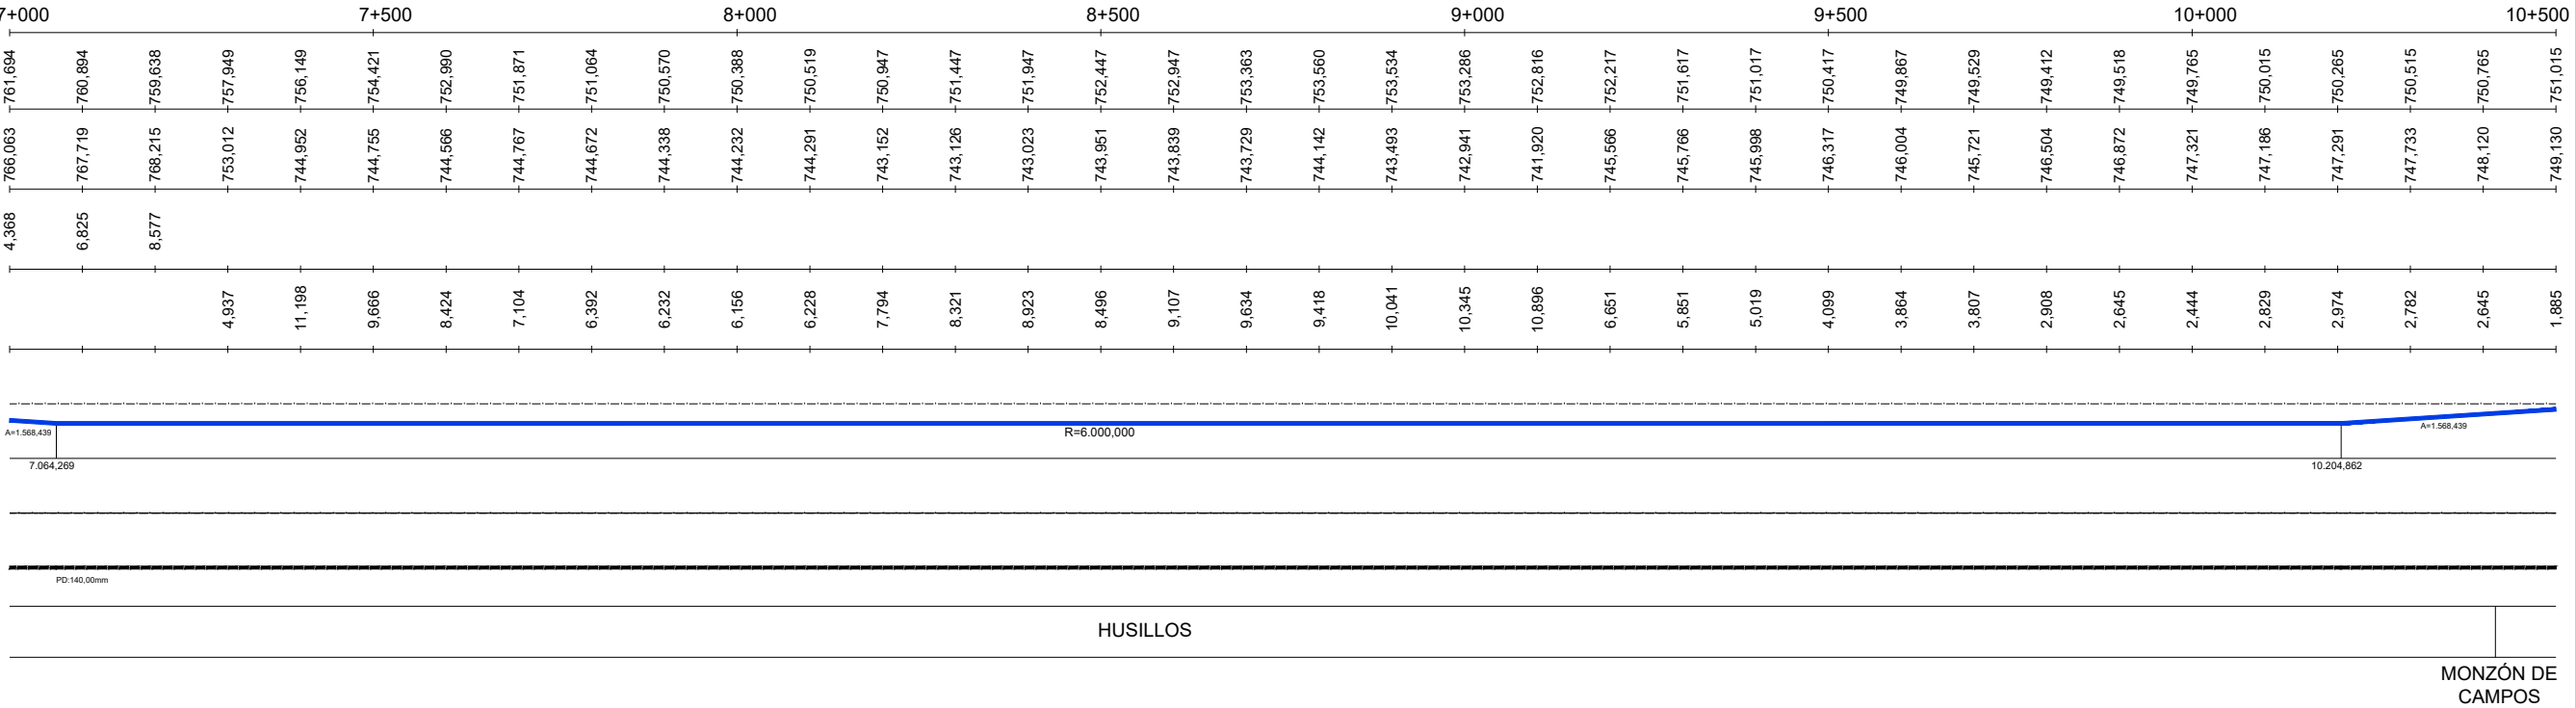 7+000 7+500 8+000 8+500 9+000 9+500 10+000 10+500
761,694 760,894 759,638 757,949 756,149 754,421 752,990 751,871 751,064 750,570 750,388 750,519 750,947 751,447 751,947 752,447 752,947 753,363 753,560 753,534 753,286 752,816 752,217 751,617 751,017 750,417 749,867 749,529 749,412 749,518 749,765 750,015 750,265 750,515 750,765 751,015
766,063 767,719 768,215 753,012 744,952 744,755 744,566 744,767 744,672 744,338 744,232 744,291 743,152 743,126 743,023 743,951 743,839 743,729 744,142 743,493 742,941 741,920 745,566 745,766 745,998 746,317 746,004 745,721 746,504 746,872 747,321 747,186 747,291 747,733 748,120 749,130
4,368 6,825 8,577
4,937 11,198 9,666 8,424 7,104 6,392 6,232 6,156 6,228 7,794 8,321 8,923 8,496 9,107 9,634 9,418 10,041 10,345 10,896 6,651 5,851 5,019 4,099 3,864 3,807 2,908 2,645 2,444 2,829 2,974 2,782 2,645 1,885
A=1.568,439 R=6.000,000 A=1.568,439
7.064,269 10.204,862
PD:140,00mm
HUSILLOS
MONZÓN DE
CAMPOS